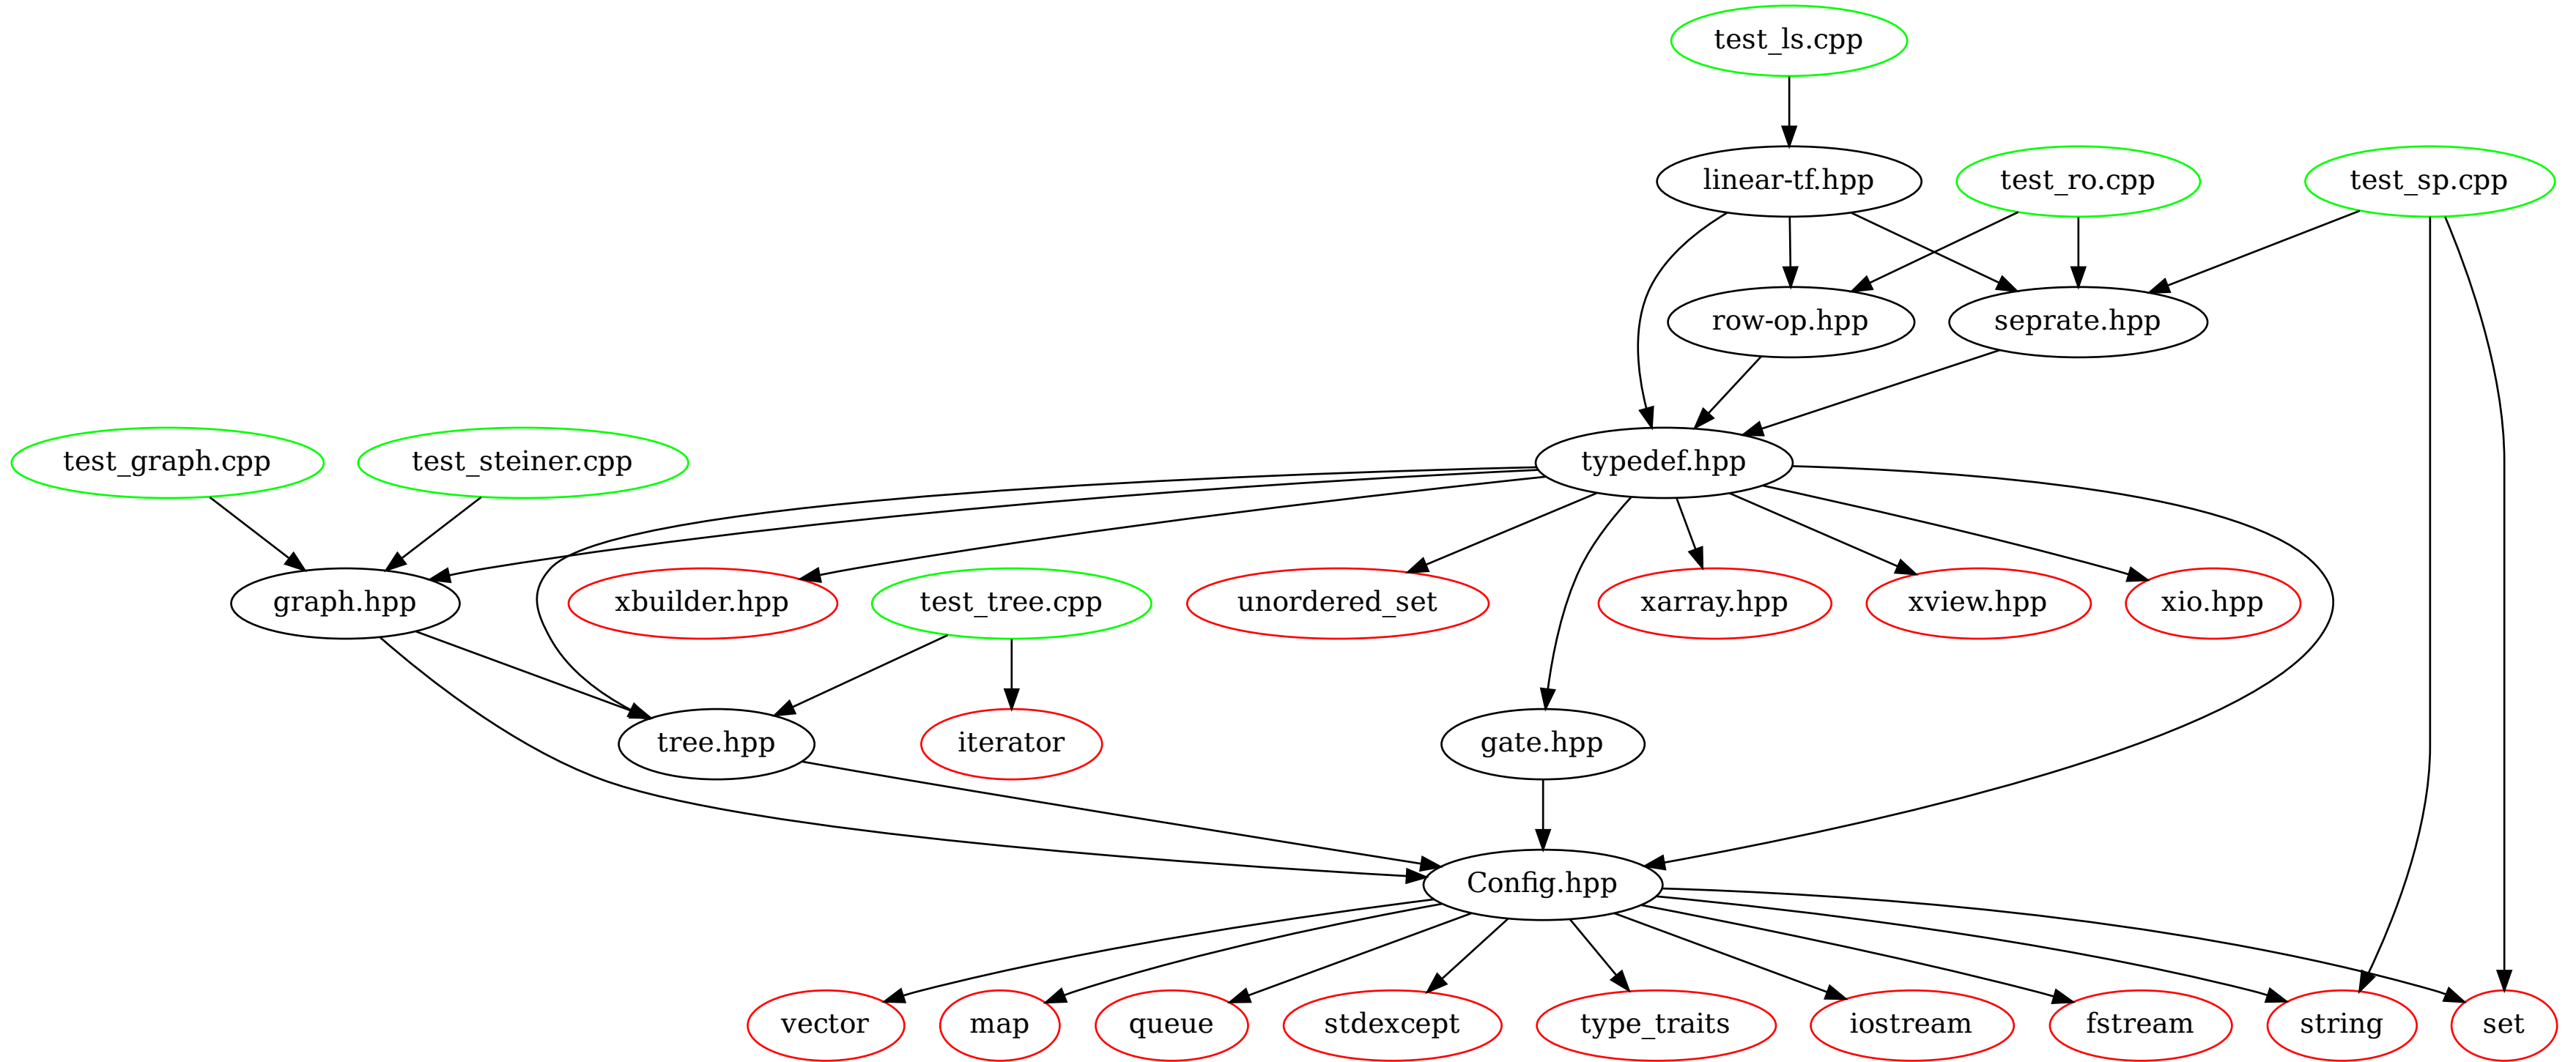 test_ls.cpp
linear-tf.hpp
test_ro.cpp
test_sp.cpp
row-op.hpp
seprate.hpp
test_graph.cpp
test_steiner.cpp
typedef.hpp
graph.hpp
xbuilder.hpp
test_tree.cpp
unordered_set
xarray.hpp
xview.hpp
xio.hpp
tree.hpp
iterator
gate.hpp
Config.hpp
vector
map
queue
stdexcept
type_traits
iostream
fstream
string
set